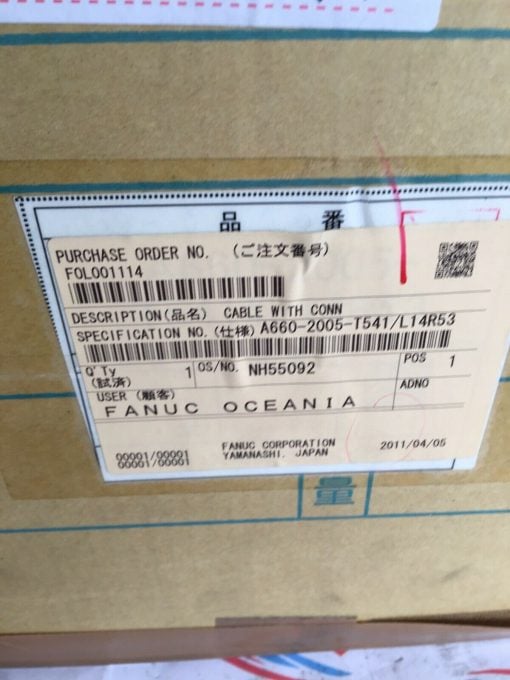 品 番
PURCHASE ORDER NO. (ご注文番号)
FOL001114
DESCRIPTION(品名) CABLE WITH CONN
SPECIFICATION NO.(仕様) A660-2005-T541/L14R53
Q'Ty 1 OS/NO. NH55092 POS 1
(試済)
ADNO
USER (顧客)
FANUC OCEANIA
00001/00001
00001/00001
FANUC CORPORATION
YAMANASHI, JAPAN
2011/04/05
量